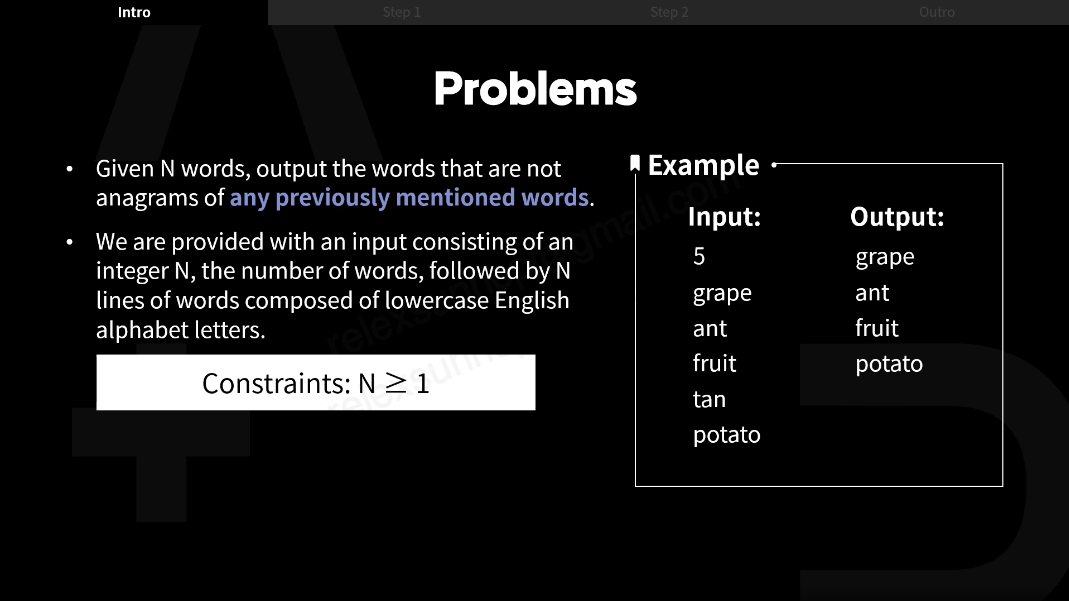 Intro
Step 1
Step 2
Outro
Problems
• Given N words, output the words that are not
anagrams of any previously mentioned words.
• We are provided with an input consisting of an
integer N, the number of words, followed by N
lines of words composed of lowercase English
alphabet letters.
Constraints: N ≥ 1
Example
Input:
5
grape
ant
fruit
tan
potato
Output:
grape
ant
fruit
potato